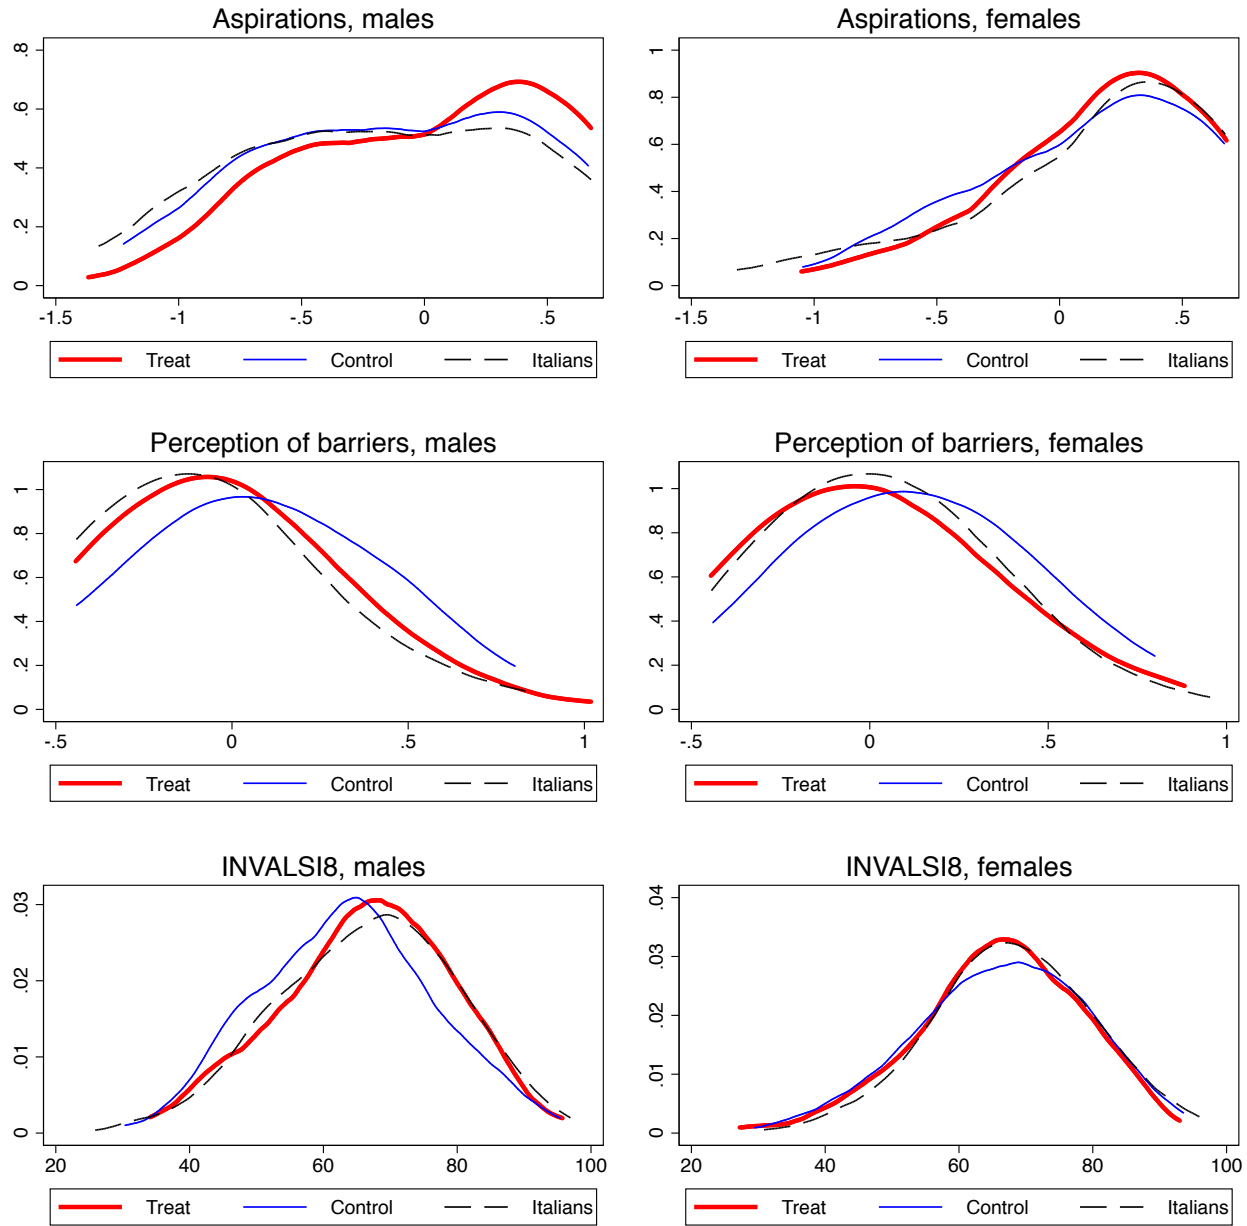 Aspirations, males
.8
.6
.4
.2
0
-1.5 -1 -.5 0 .5
Treat Control Italians
Aspirations, females
1
.8
.6
.4
.2
0
-1.5 -1 -.5 0 .5
Treat Control Italians
Perception of barriers, males
1
.8
.6
.4
.2
0
-.5 0 .5 1
Treat Control Italians
Perception of barriers, females
1
.8
.6
.4
.2
0
-.5 0 .5 1
Treat Control Italians
INVALSI8, males
.03
.02
.01
0
20 40 60 80 100
Treat Control Italians
INVALSI8, females
.04
.03
.02
.01
0
20 40 60 80 100
Treat Control Italians